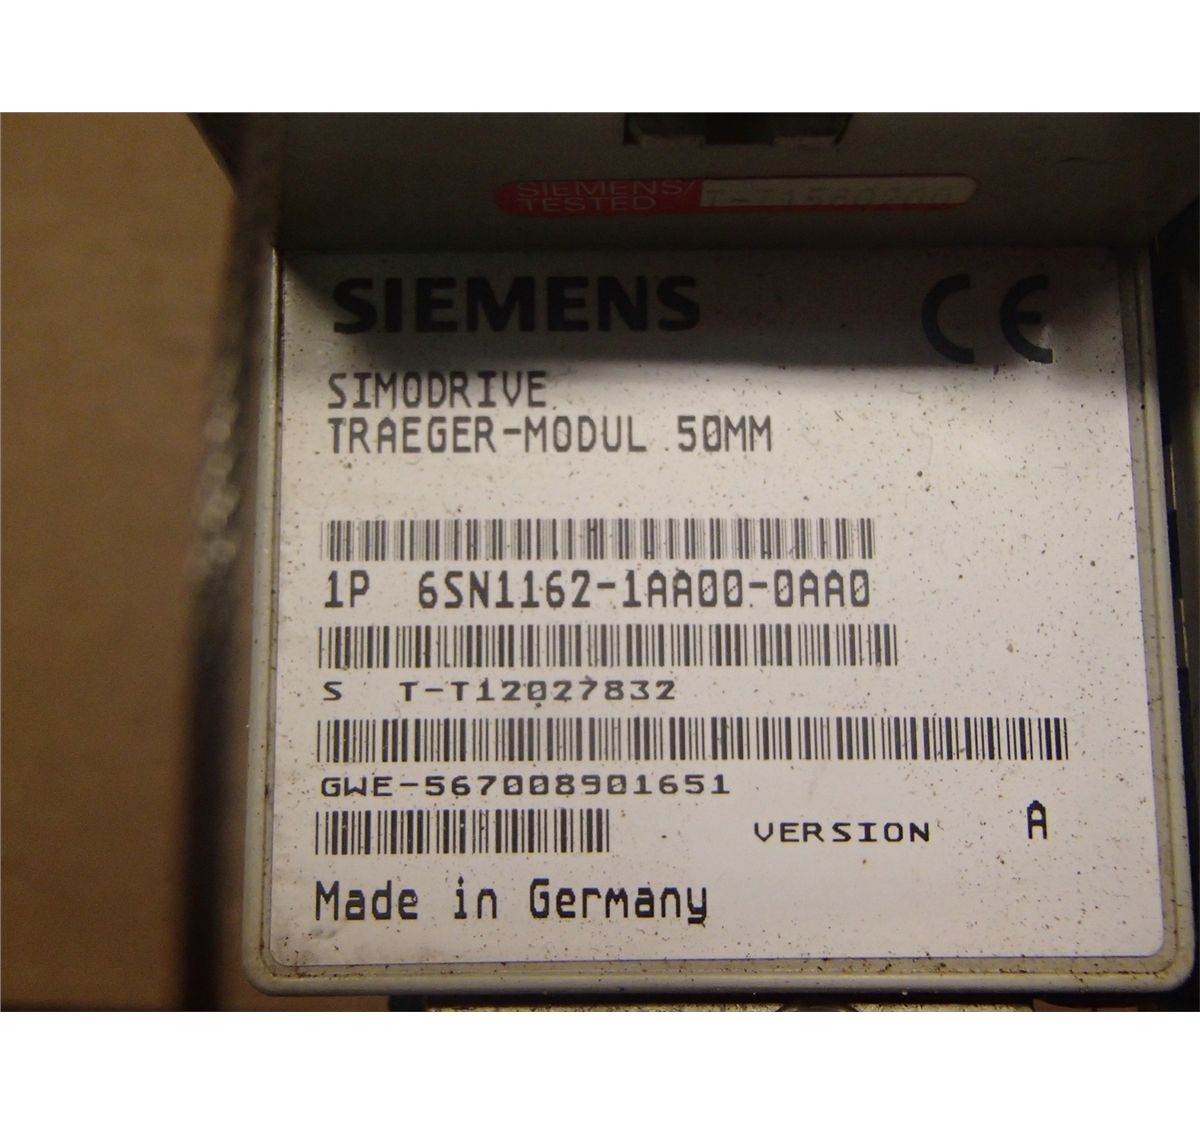 SIEMENS/
TESTED
SIEMENS CE
SIMODRIVE
TRAEGER-MODUL 50MM
1P 6SN1162-1AA00-0AA0
S T-T12027832
GWE-567008901651
VERSION A
Made in Germany